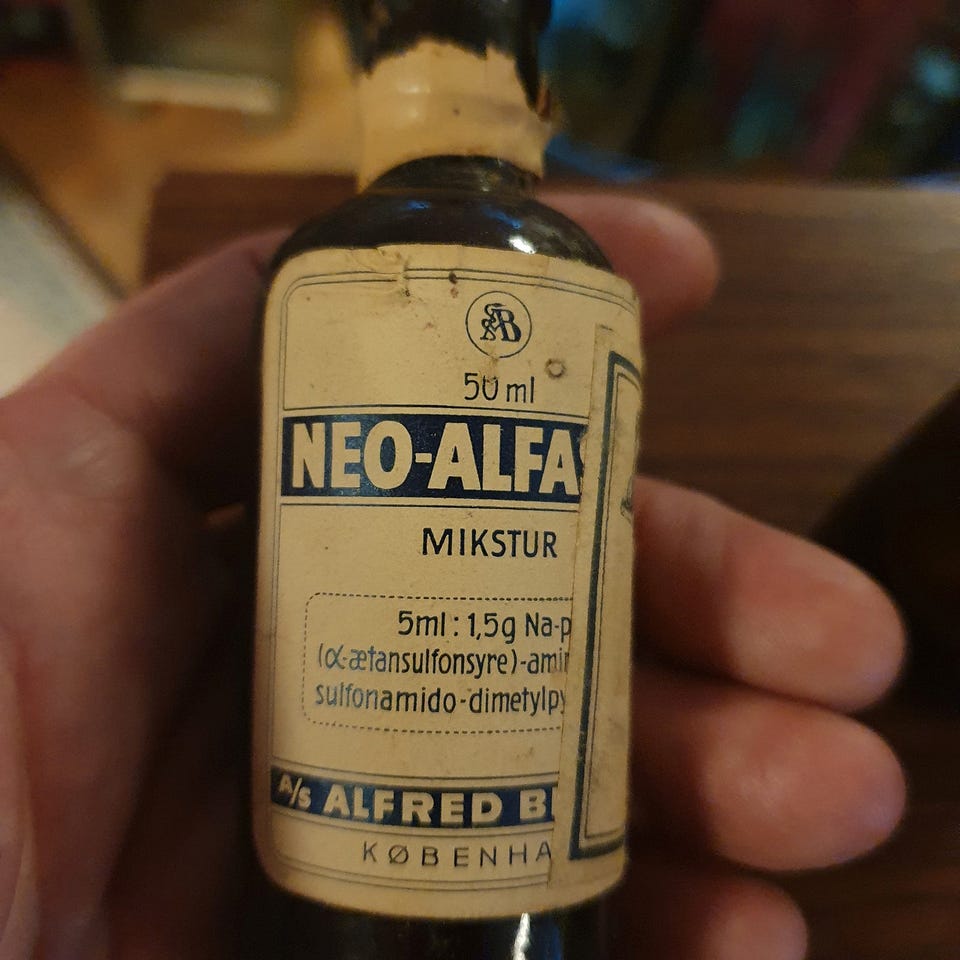 50 ml
NEO-ALFA
MIKSTUR
5ml : 1,5g Na-p
(α-ætansulfonsyre)-amin
sulfonamido-dimetylpy
A/S ALFRED B
KØBENHA